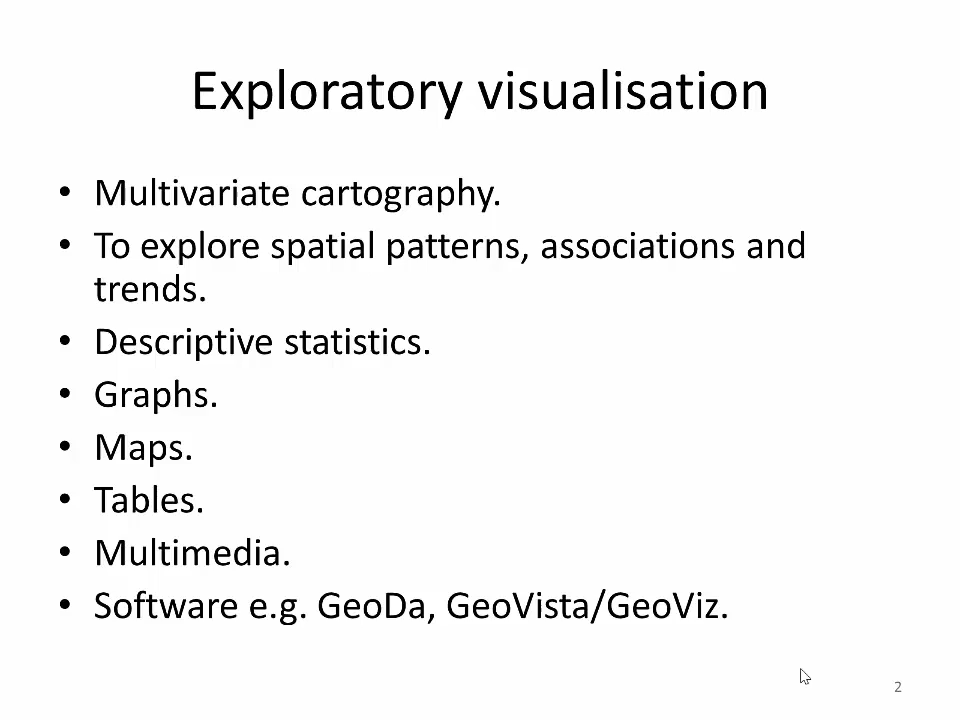 Exploratory visualisation
• Multivariate cartography.
• To explore spatial patterns, associations and
trends.
• Descriptive statistics.
• Graphs.
• Maps.
• Tables.
• Multimedia.
• Software e.g. GeoDa, GeoVista/GeoViz.
2